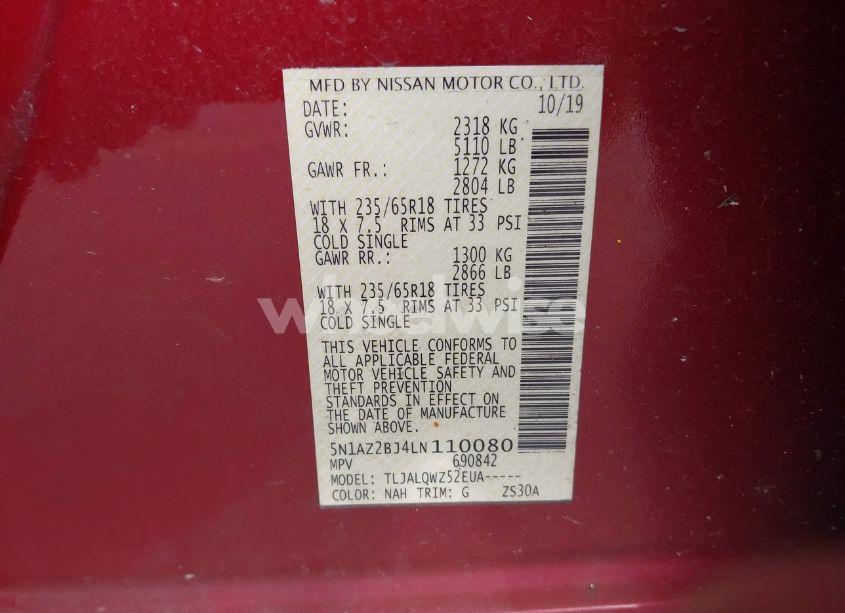 MFD BY NISSAN MOTOR CO., LTD.
DATE: 10/19
GVWR: 2318 KG
5110 LB
GAWR FR.: 1272 KG
2804 LB
WITH 235/65R18 TIRES
18 X 7.5 RIMS AT 33 PSI
COLD SINGLE
GAWR RR.: 1300 KG
2866 LB
WITH 235/65R18 TIRES
18 X 7.5 RIMS AT 33 PSI
COLD SINGLE
wheelwise
THIS VEHICLE CONFORMS TO
ALL APPLICABLE FEDERAL
MOTOR VEHICLE SAFETY AND
THEFT PREVENTION
STANDARDS IN EFFECT ON
THE DATE OF MANUFACTURE
SHOWN ABOVE.
5N1AZ2BJ4LN110080
MPV 690842
MODEL: TLJALQWZ52EUA-----
COLOR: NAH TRIM: G ZS30A